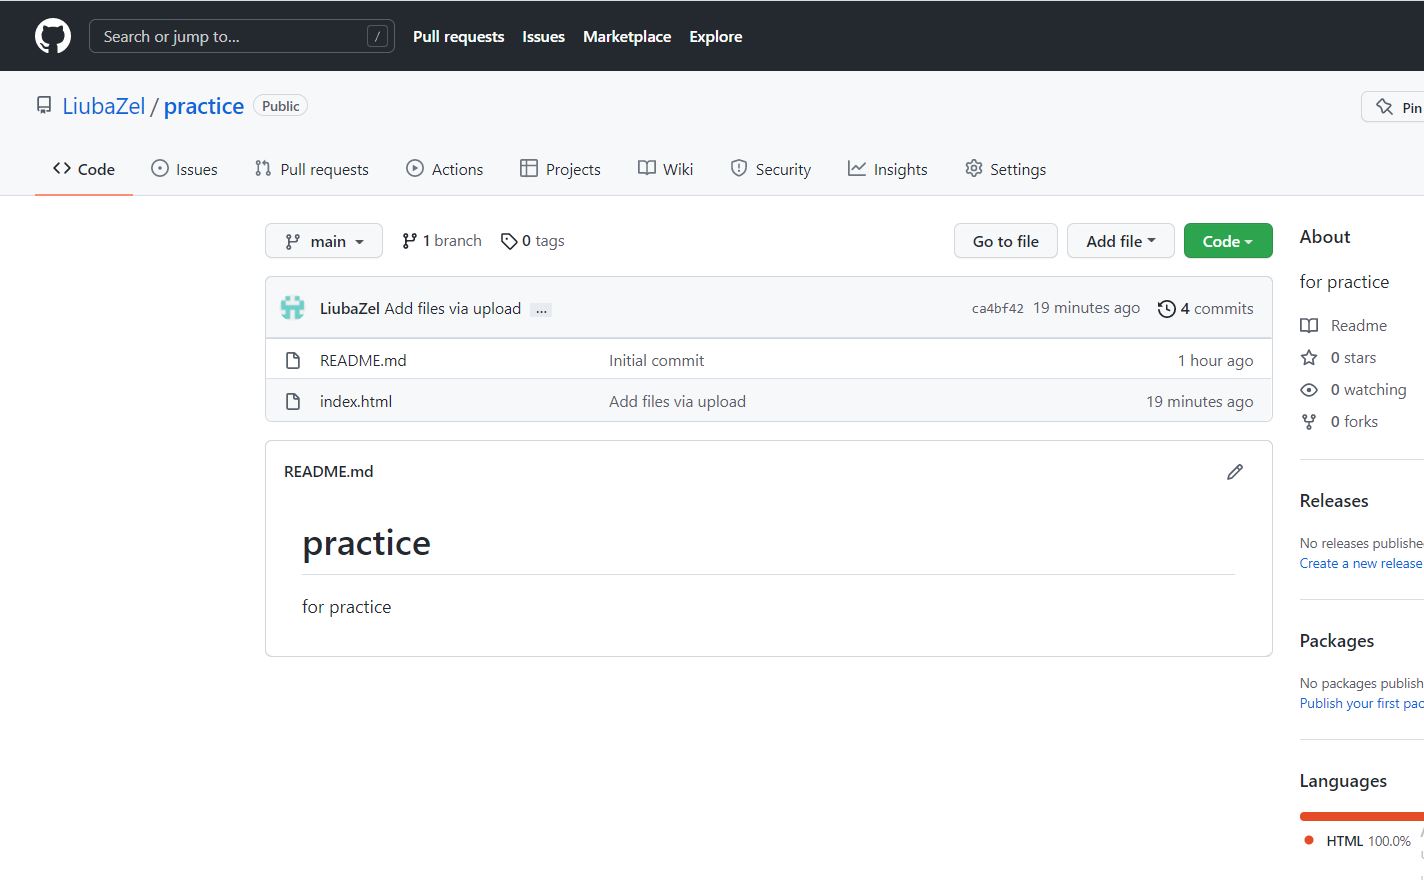 Search or jump to... / Pull requests Issues Marketplace Explore
LiubaZel / practice Public Pin
Code Issues Pull requests Actions Projects Wiki Security Insights Settings
main 1 branch 0 tags Go to file Add file Code
LiubaZel Add files via upload ... ca4bf42 19 minutes ago 4 commits
README.md Initial commit 1 hour ago
index.html Add files via upload 19 minutes ago
README.md
practice
for practice
About
for practice
Readme
0 stars
0 watching
0 forks
Releases
No releases publishe
Create a new release
Packages
No packages publish
Publish your first pac
Languages
HTML 100.0%